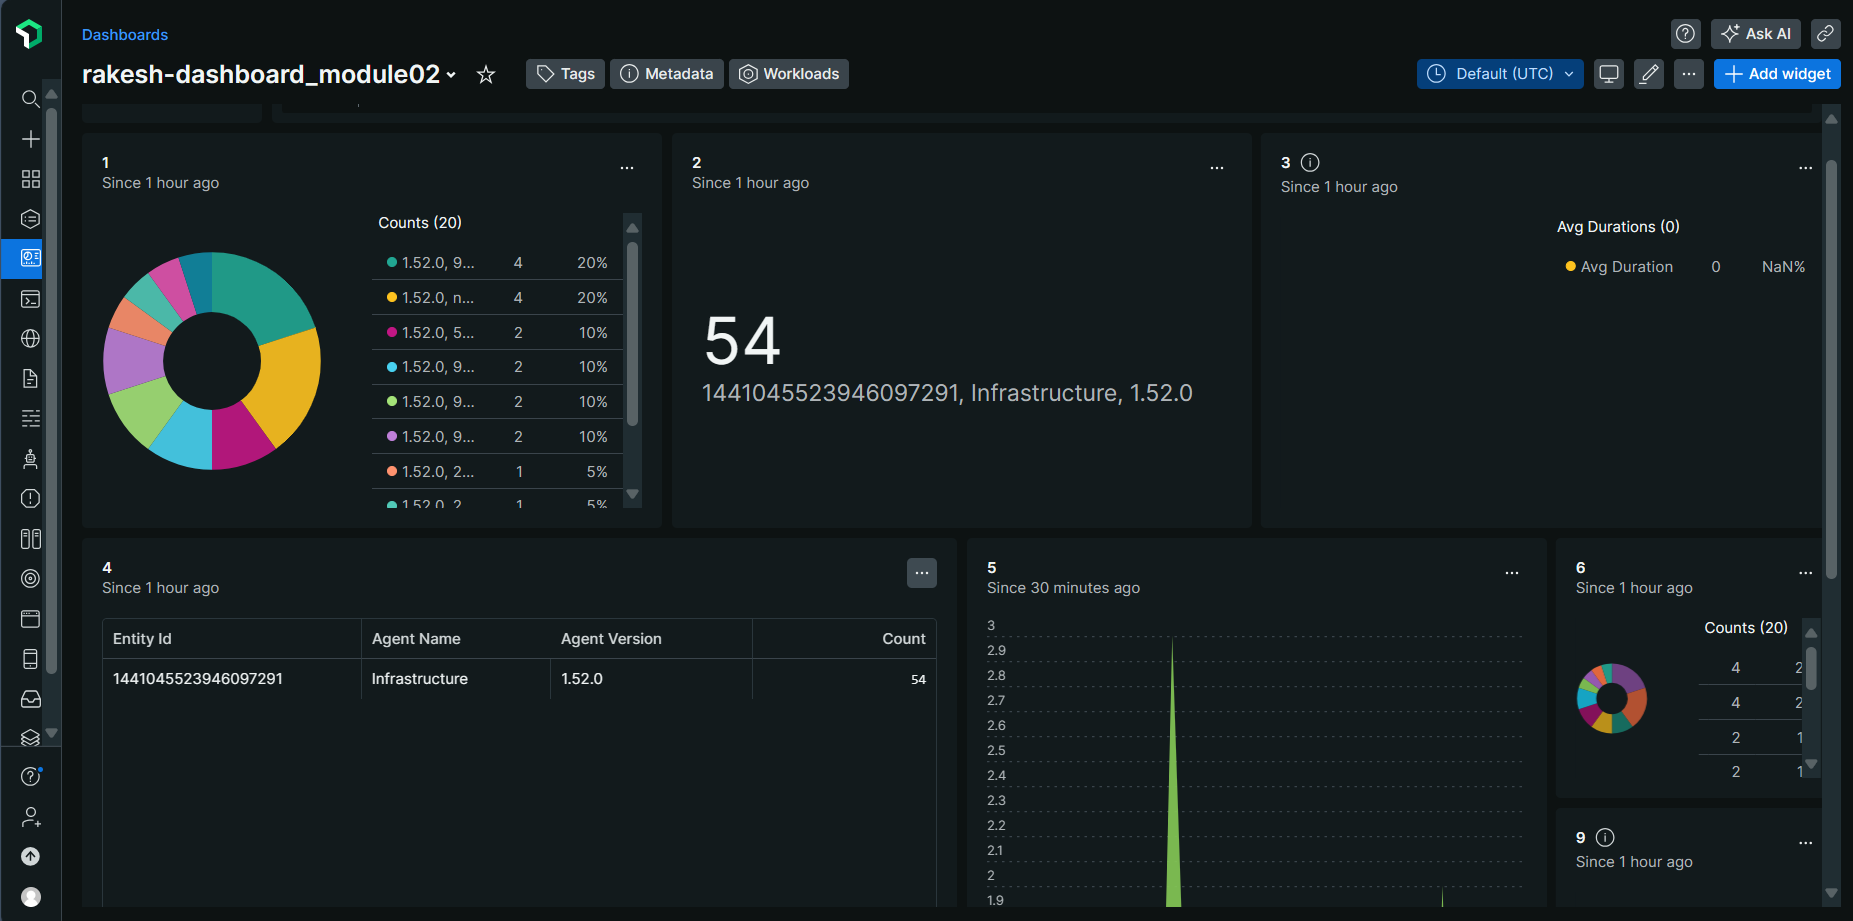 Dashboards
Ask AI
rakesh-dashboard_module02
Tags
Metadata
Workloads
Default (UTC)
Add widget
1
Since 1 hour ago
Counts (20)
1.52.0, 9... 4 20%
1.52.0, n... 4 20%
1.52.0, 5... 2 10%
1.52.0, 9... 2 10%
1.52.0, 9... 2 10%
1.52.0, 9... 2 10%
1.52.0, 2... 1 5%
1.52.0, 2... 1 5%
2
Since 1 hour ago
54
1441045523946097291, Infrastructure, 1.52.0
3
Since 1 hour ago
Avg Durations (0)
Avg Duration 0 NaN%
4
Since 1 hour ago
Entity Id Agent Name Agent Version Count
1441045523946097291 Infrastructure 1.52.0 54
5
Since 30 minutes ago
3
2.9
2.8
2.7
2.6
2.5
2.4
2.3
2.2
2.1
2
1.9
6
Since 1 hour ago
Counts (20)
4 2
4 2
2 1
2 1
9
Since 1 hour ago